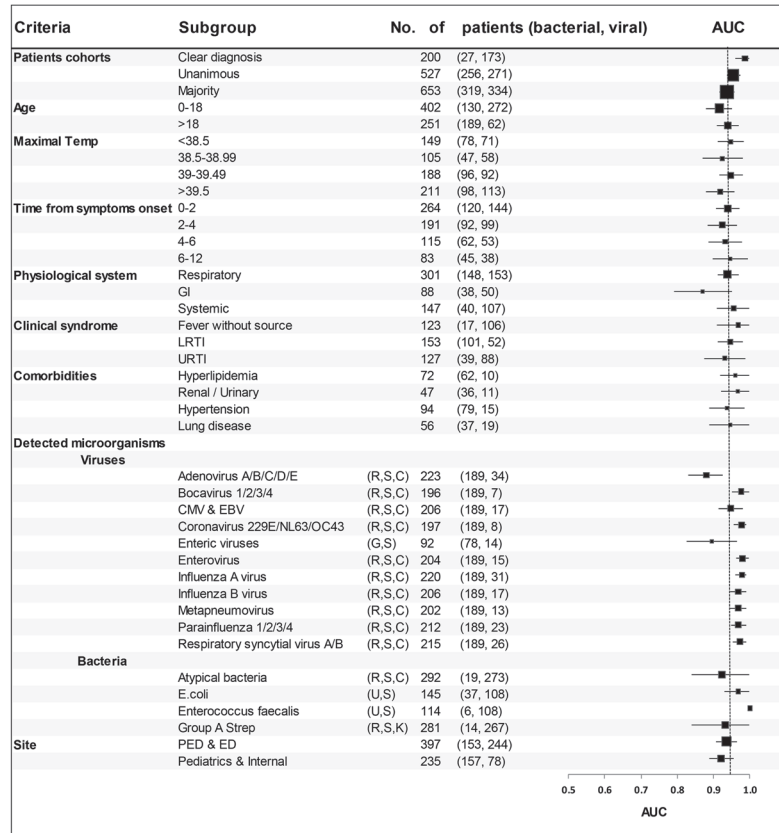 Criteria Subgroup No. of patients (bacterial, viral) AUC
Patients cohorts Clear diagnosis 200 (27, 173)
Unanimous 527 (256, 271)
Majority 653 (319, 334)
Age 0-18 402 (130, 272)
>18 251 (189, 62)
Maximal Temp <38.5 149 (78, 71)
38.5-38.99 105 (47, 58)
39-39.49 188 (96, 92)
>39.5 211 (98, 113)
Time from symptoms onset 0-2 264 (120, 144)
2-4 191 (92, 99)
4-6 115 (62, 53)
6-12 83 (45, 38)
Physiological system Respiratory 301 (148, 153)
GI 88 (38, 50)
Systemic 147 (40, 107)
Clinical syndrome Fever without source 123 (17, 106)
LRTI 153 (101, 52)
URTI 127 (39, 88)
Comorbidities Hyperlipidemia 72 (62, 10)
Renal / Urinary 47 (36, 11)
Hypertension 94 (79, 15)
Lung disease 56 (37, 19)
Detected microorganisms
Viruses
Adenovirus A/B/C/D/E (R,S,C) 223 (189, 34)
Bocavirus 1/2/3/4 (R,S,C) 196 (189, 7)
CMV & EBV (R,S,C) 206 (189, 17)
Coronavirus 229E/NL63/OC43 (R,S,C) 197 (189, 8)
Enteric viruses (G,S) 92 (78, 14)
Enterovirus (R,S,C) 204 (189, 15)
Influenza A virus (R,S,C) 220 (189, 31)
Influenza B virus (R,S,C) 206 (189, 17)
Metapneumovirus (R,S,C) 202 (189, 13)
Parainfluenza 1/2/3/4 (R,S,C) 212 (189, 23)
Respiratory syncytial virus A/B (R,S,C) 215 (189, 26)
Bacteria
Atypical bacteria (R,S,C) 292 (19, 273)
E.coli (U,S) 145 (37, 108)
Enterococcus faecalis (U,S) 114 (6, 108)
Group A Strep (R,S,K) 281 (14, 267)
Site PED & ED 397 (153, 244)
Pediatrics & Internal 235 (157, 78)
0.5 0.6 0.7 0.8 0.9 1.0
AUC